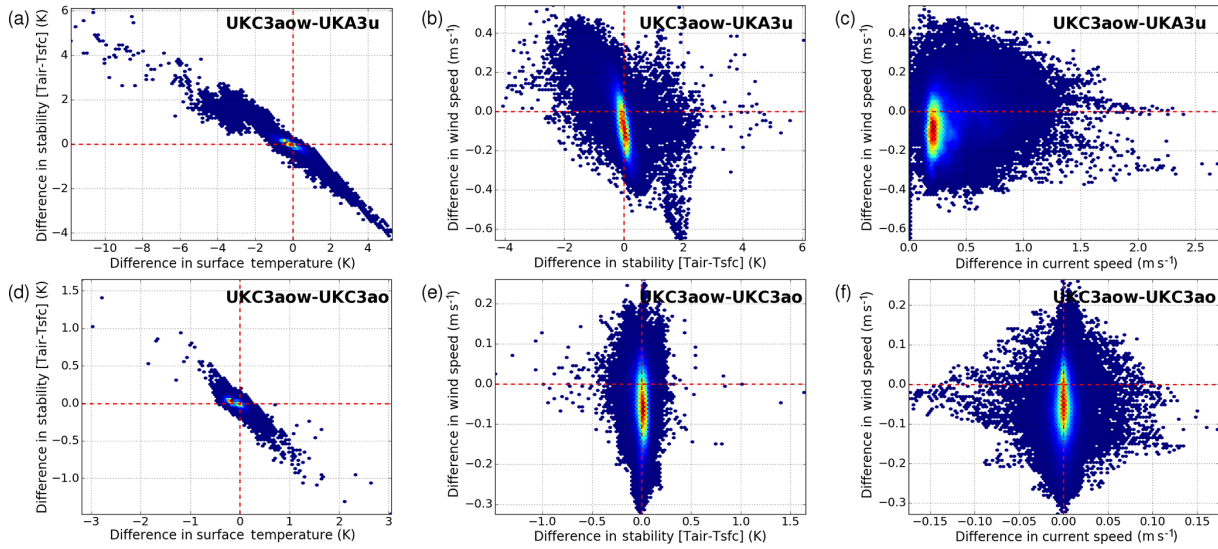 (a)
UKC3aow-UKA3u
Difference in stability [Tair-Tsfc] (K)
6
4
2
0
−2
−4
−10 −8 −6 −4 −2 0 2 4
Difference in surface temperature (K)
(b)
UKC3aow-UKA3u
Difference in wind speed (m s⁻¹)
0.4
0.2
0.0
−0.2
−0.4
−0.6
−4 −2 0 2 4 6
Difference in stability [Tair-Tsfc] (K)
(c)
UKC3aow-UKA3u
Difference in wind speed (m s⁻¹)
0.4
0.2
0.0
−0.2
−0.4
−0.6
0.0 0.5 1.0 1.5 2.0 2.5
Difference in current speed (m s⁻¹)
(d)
UKC3aow-UKC3ao
Difference in stability [Tair-Tsfc] (K)
1.5
1.0
0.5
0.0
−0.5
−1.0
−3 −2 −1 0 1 2 3
Difference in surface temperature (K)
(e)
UKC3aow-UKC3ao
Difference in wind speed (m s⁻¹)
0.2
0.1
0.0
−0.1
−0.2
−0.3
−1.0 −0.5 0.0 0.5 1.0 1.5
Difference in stability [Tair-Tsfc] (K)
(f)
UKC3aow-UKC3ao
Difference in wind speed (m s⁻¹)
0.2
0.1
0.0
−0.1
−0.2
−0.3
−0.15 −0.10 −0.05 0.00 0.05 0.10 0.15
Difference in current speed (m s⁻¹)